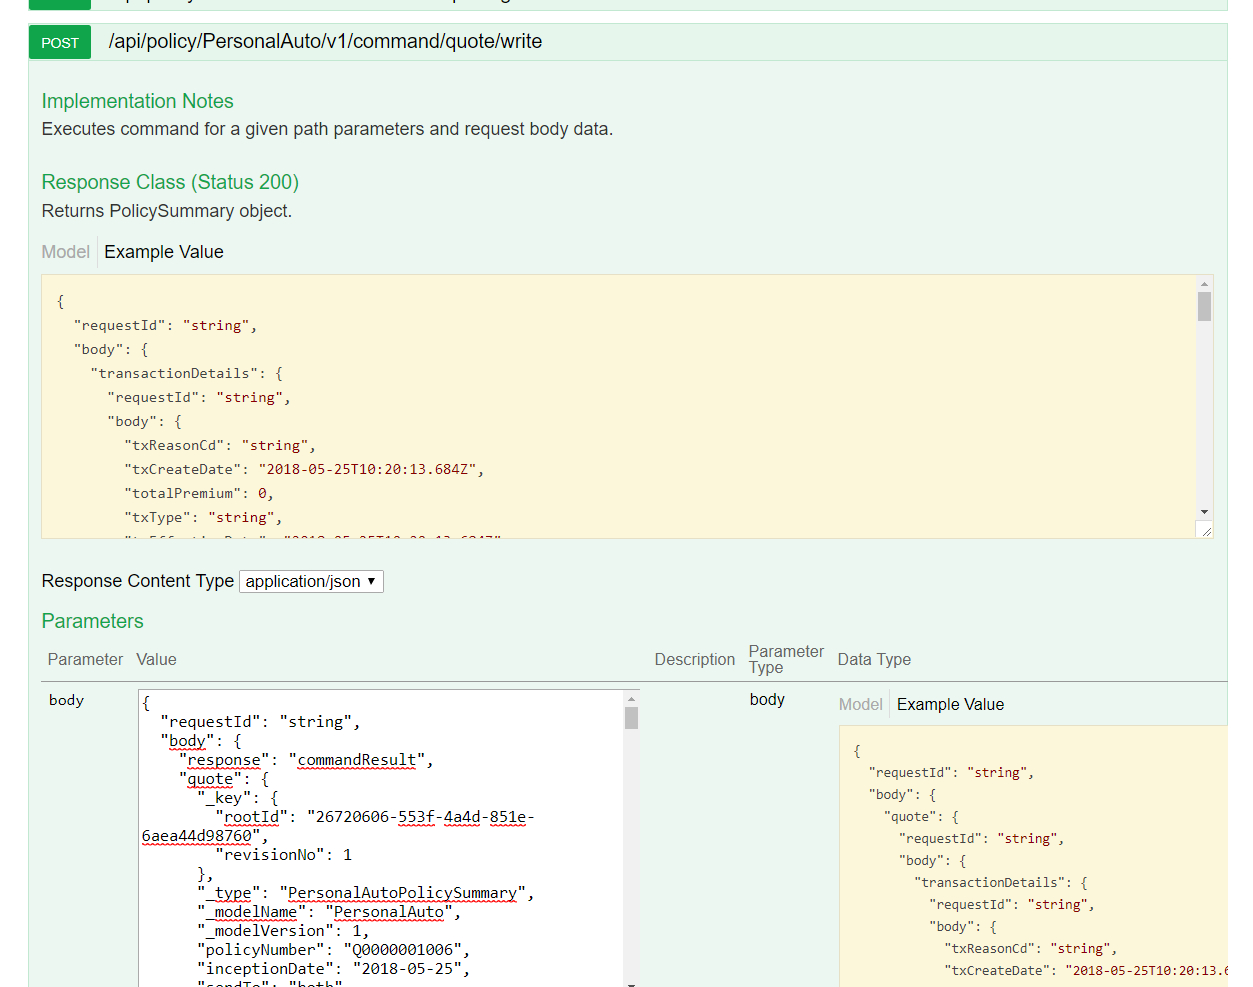 POST /api/policy/PersonalAuto/v1/command/quote/write
Implementation Notes
Executes command for a given path parameters and request body data.
Response Class (Status 200)
Returns PolicySummary object.
Model Example Value
{
"requestId": "string",
"body": {
"transactionDetails": {
"requestId": "string",
"body": {
"txReasonCd": "string",
"txCreateDate": "2018-05-25T10:20:13.684Z",
"totalPremium": 0,
"txType": "string",
Response Content Type application/json
Parameters
Parameter Value Description Parameter Type Data Type
body
{
"requestId": "string",
"body": {
"response": "commandResult",
"quote": {
"_key": {
"rootId": "26720606-553f-4a4d-851e-
6aea44d98760",
"revisionNo": 1
},
"_type": "PersonalAutoPolicySummary",
"_modelName": "PersonalAuto",
"_modelVersion": 1,
"policyNumber": "Q0000001006",
"inceptionDate": "2018-05-25",
"sendTo": "both"
body
Model Example Value
{
"requestId": "string",
"body": {
"quote": {
"requestId": "string",
"body": {
"transactionDetails": {
"requestId": "string",
"body": {
"txReasonCd": "string",
"txCreateDate": "2018-05-25T10:20:13.6